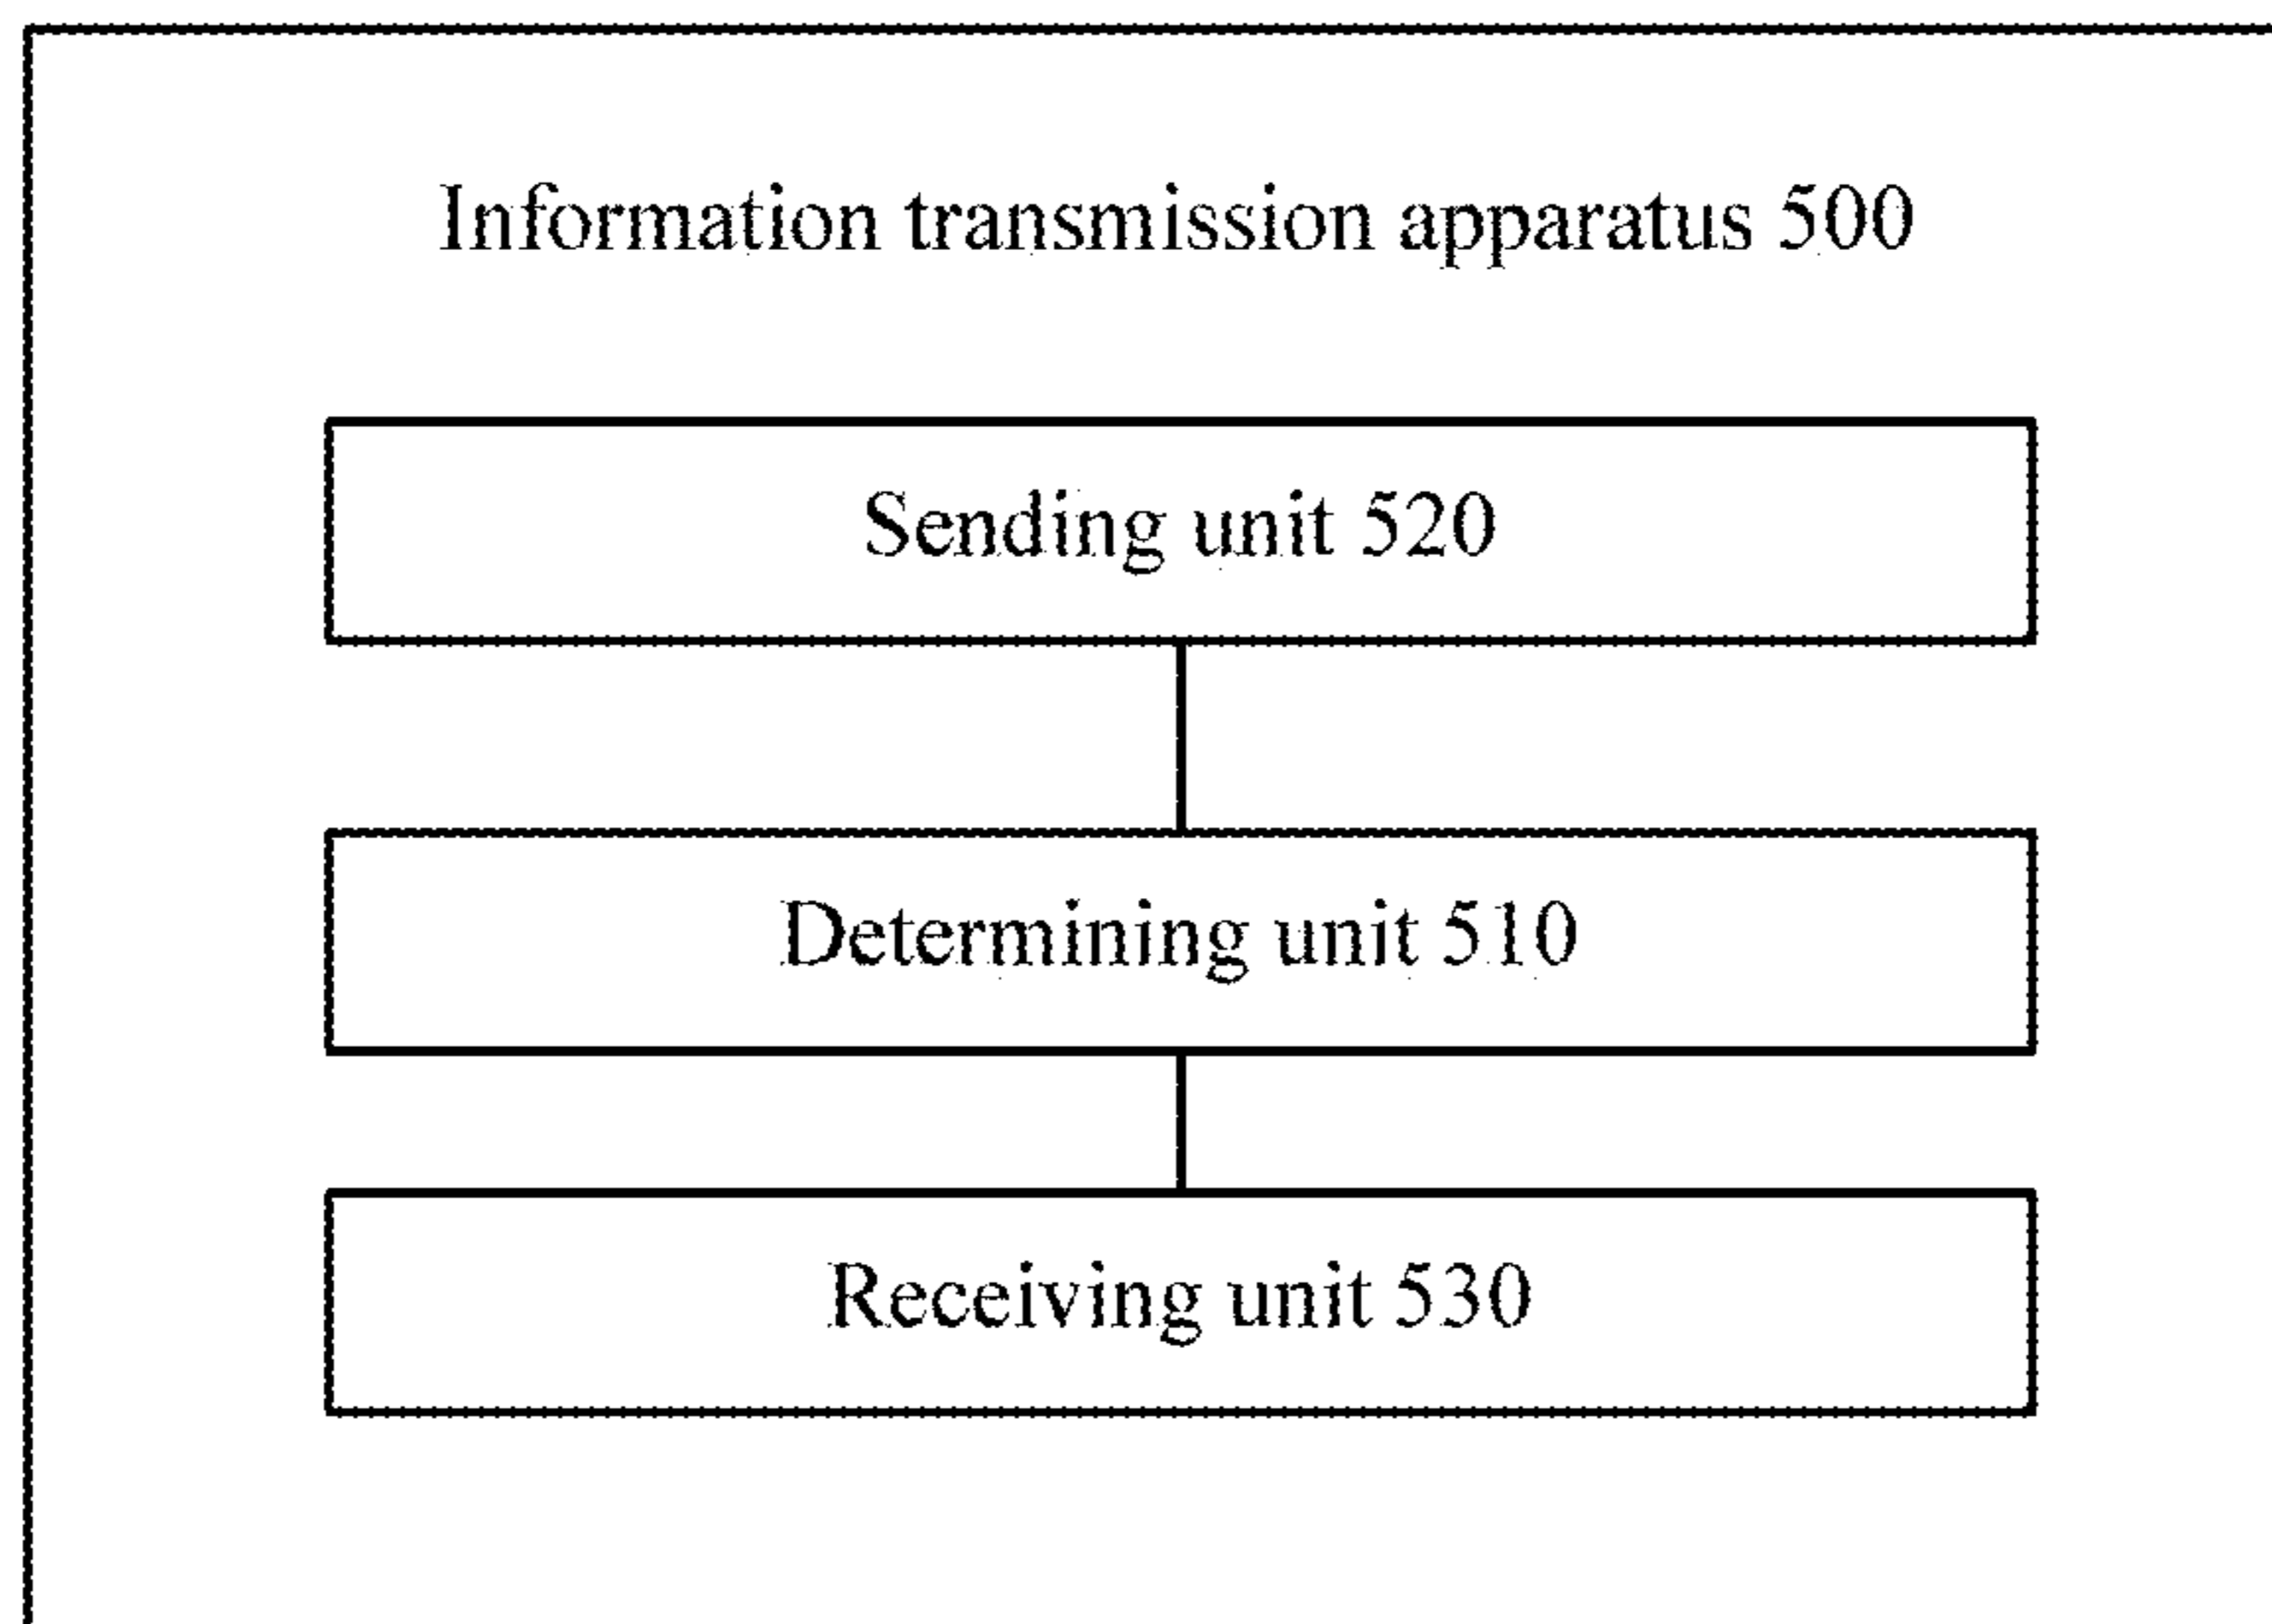 Information transmission apparatus 500
Sending unit 520
Determining unit 510
Receiving unit 530